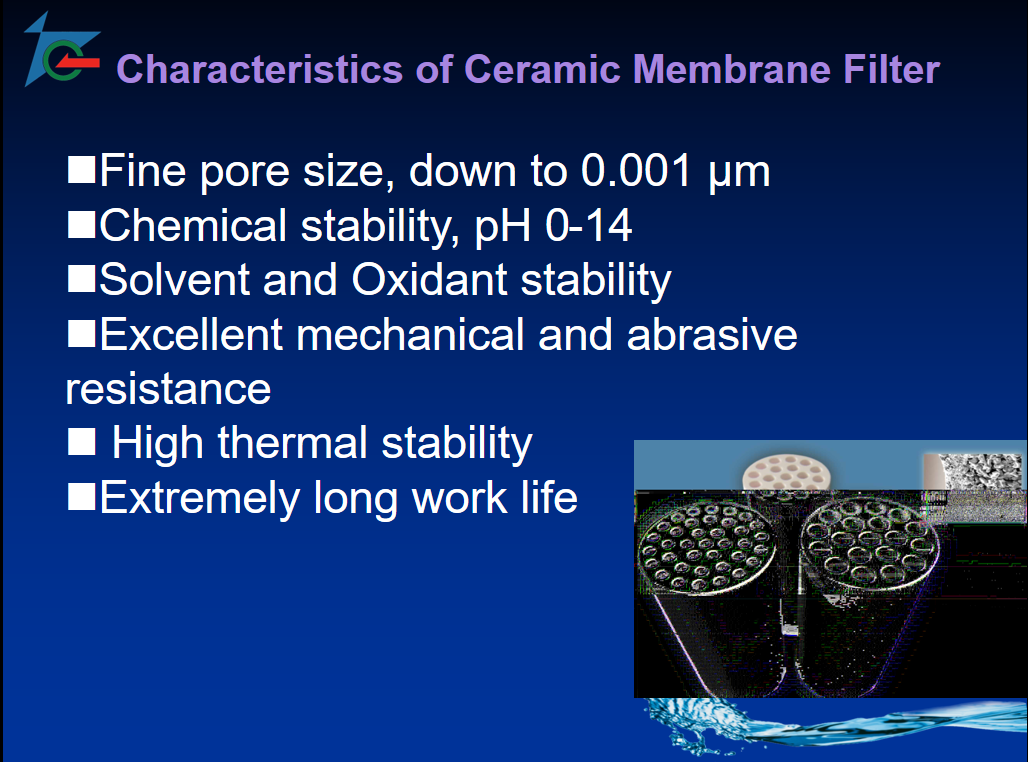 Characteristics of Ceramic Membrane Filter
■Fine pore size, down to 0.001 μm
■Chemical stability, pH 0-14
■Solvent and Oxidant stability
■Excellent mechanical and abrasive
resistance
■ High thermal stability
■Extremely long work life